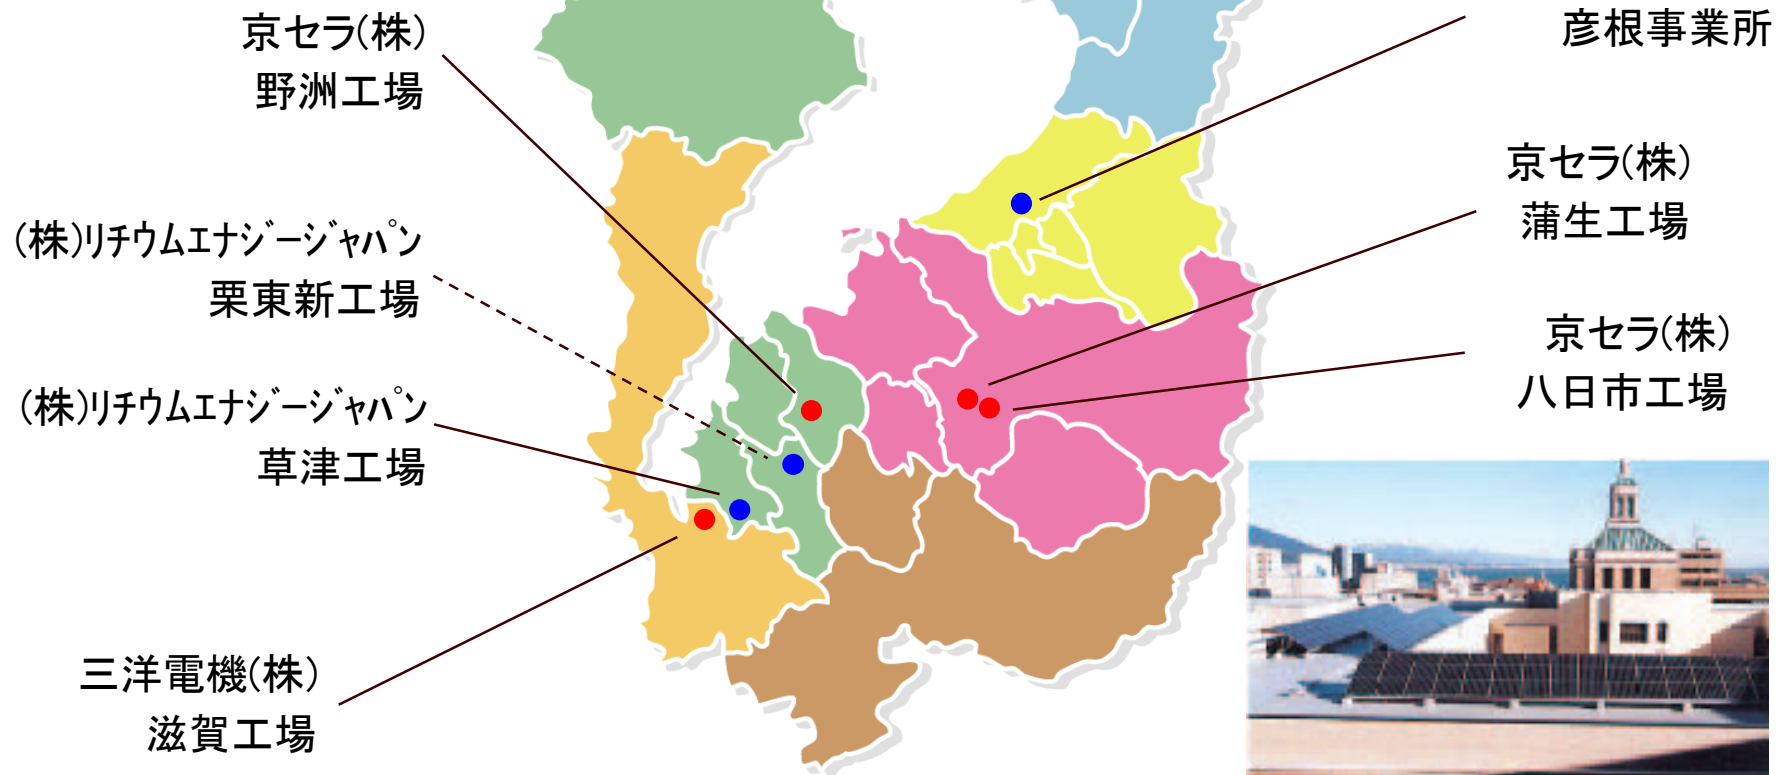 京セラ(株)
野洲工場
(株)リチウムエナジージャパン
栗東新工場
(株)リチウムエナジージャパン
草津工場
三洋電機(株)
滋賀工場
彦根事業所
京セラ(株)
蒲生工場
京セラ(株)
八日市工場